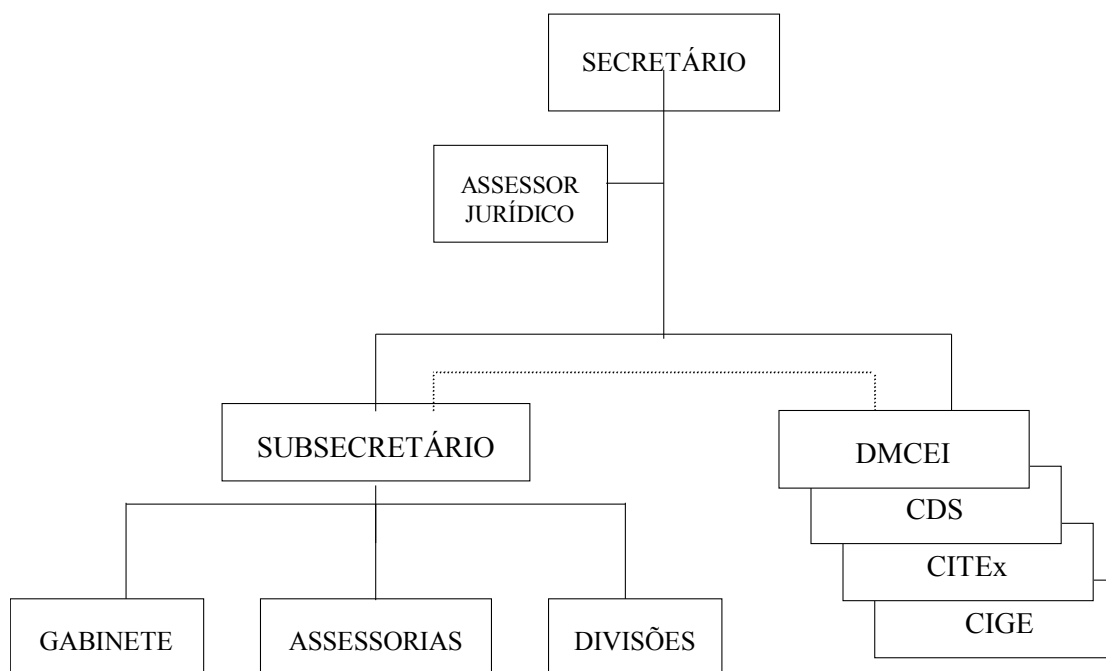 SECRETÁRIO
ASSESSOR
JURÍDICO
SUBSECRETÁRIO
DMCEI
CDS
CITEx
CIGE
GABINETE
ASSESSORIAS
DIVISÕES